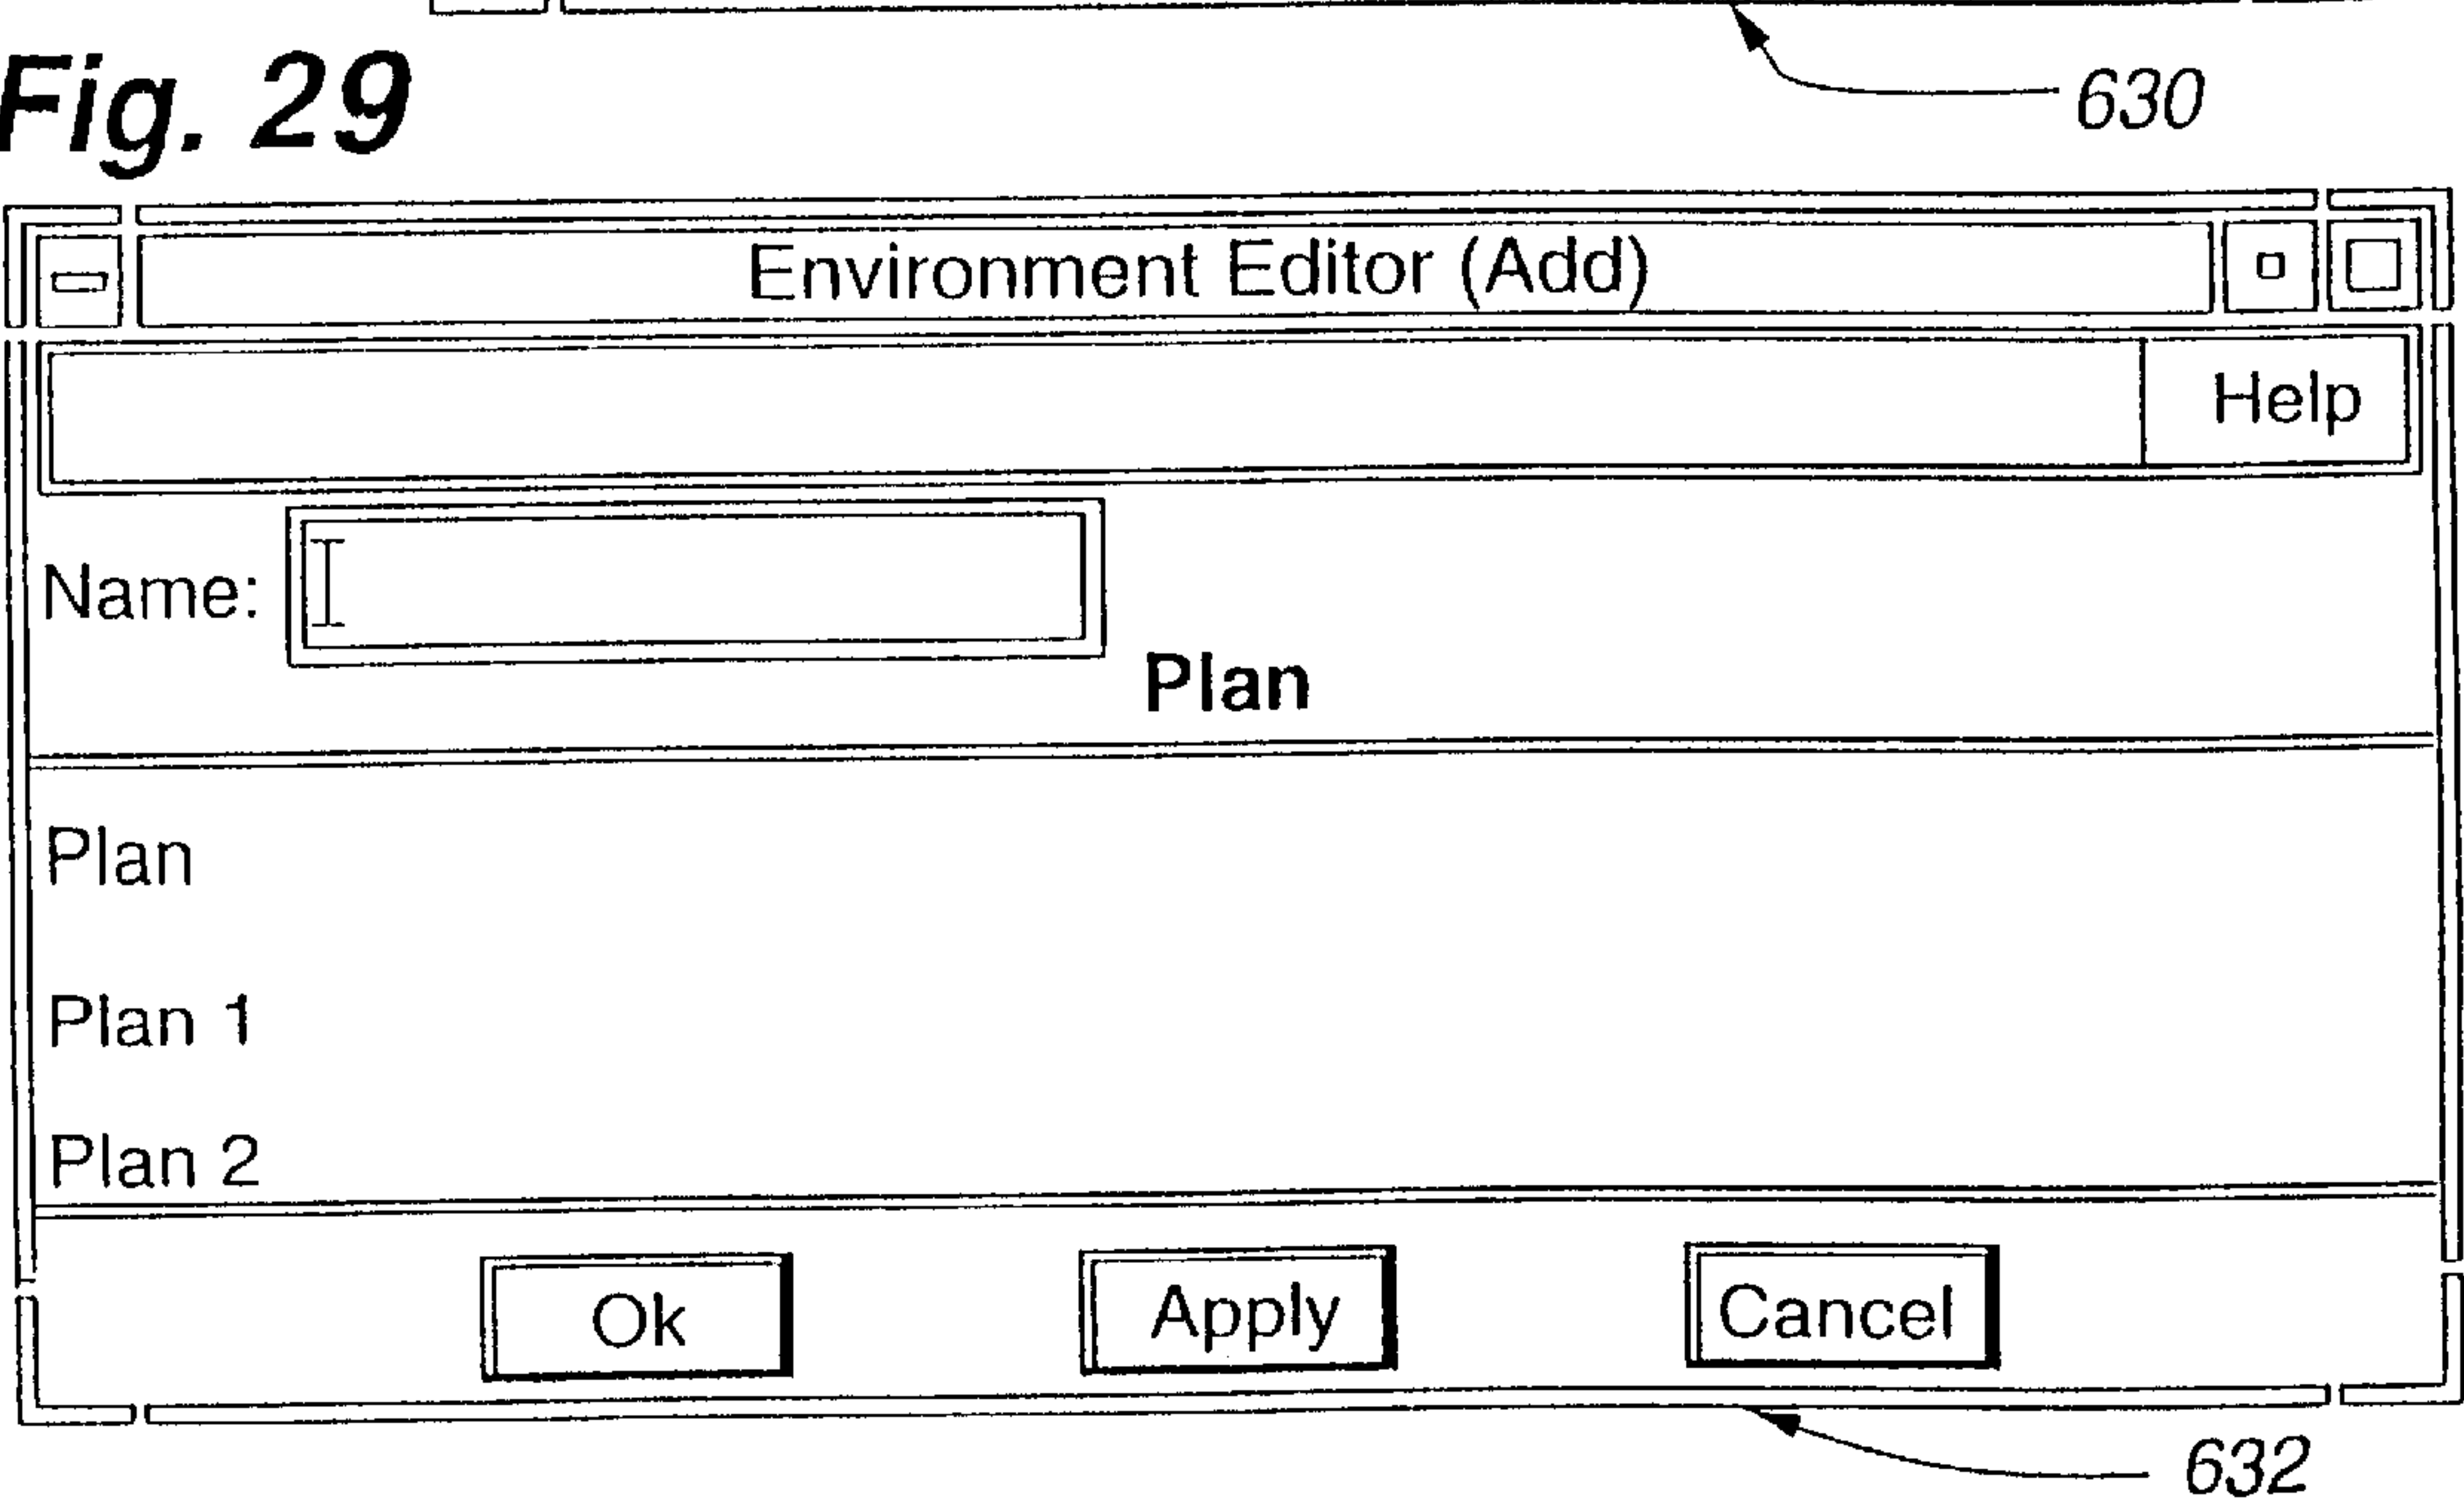 630
Fig. 29
Environment Editor (Add)
Help
Name:
Plan
Plan
Plan 1
Plan 2
Ok Apply Cancel
632